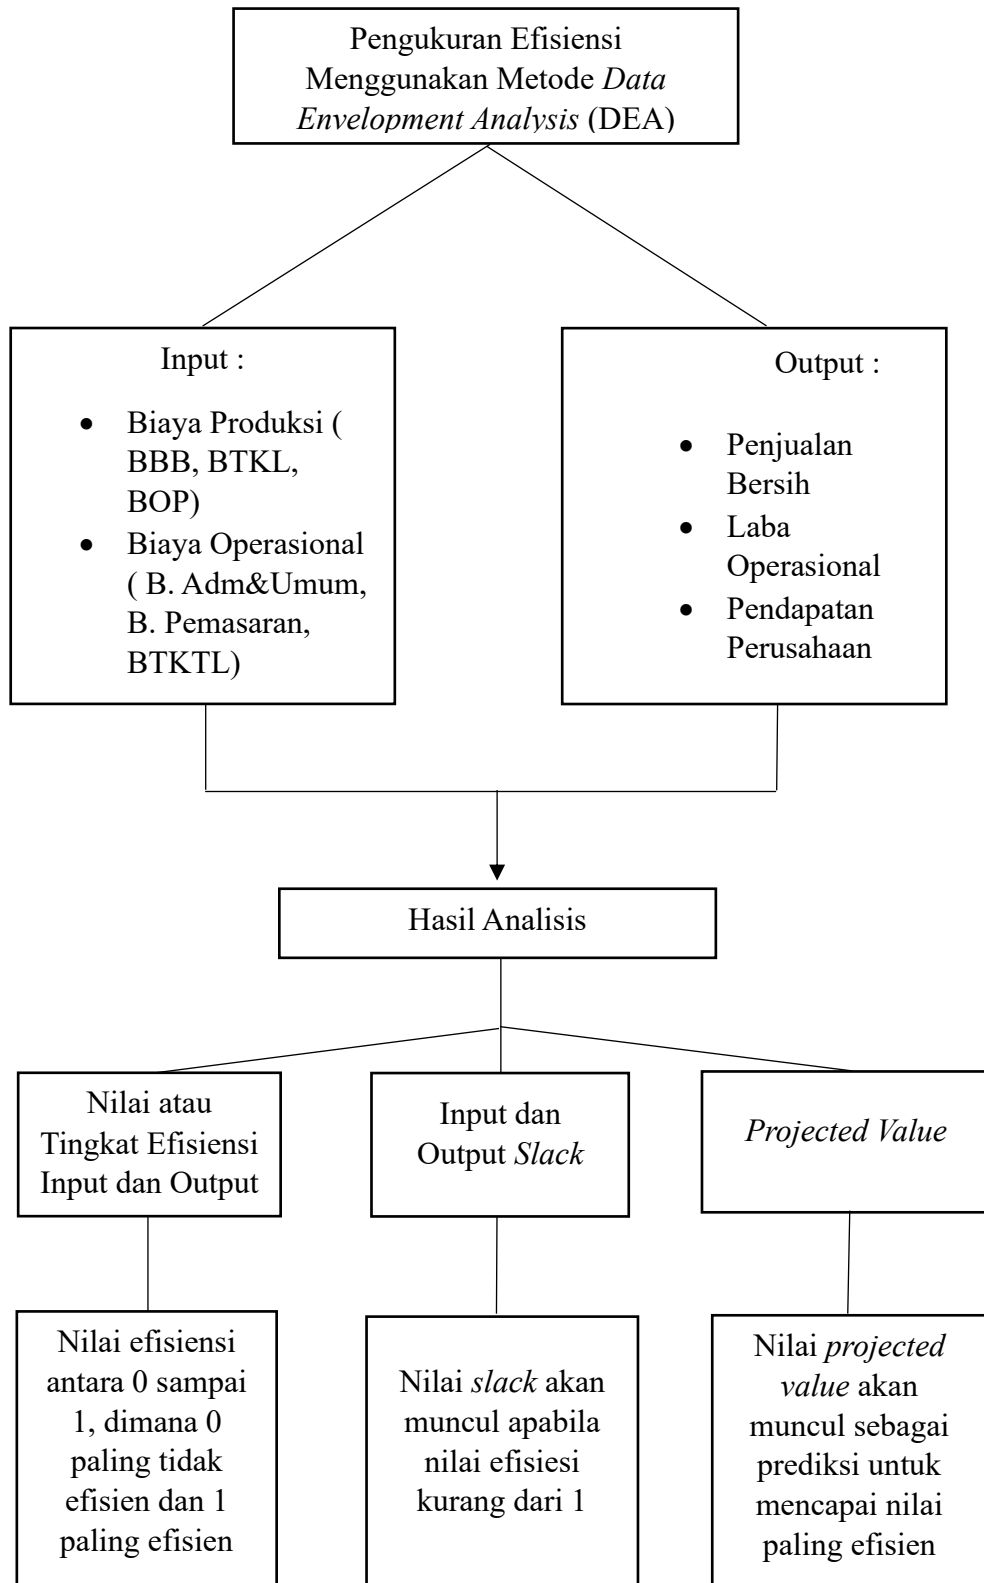 Pengukuran Efisiensi
Menggunakan Metode Data
Envelopment Analysis (DEA)
Input :
• Biaya Produksi (
BBB, BTKL,
BOP)
• Biaya Operasional
( B. Adm&Umum,
B. Pemasaran,
BTKTL)
Output :
• Penjualan
Bersih
• Laba
Operasional
• Pendapatan
Perusahaan
Hasil Analisis
Nilai atau
Tingkat Efisiensi
Input dan Output
Input dan
Output Slack
Projected Value
Nilai efisiensi
antara 0 sampai
1, dimana 0
paling tidak
efisien dan 1
paling efisien
Nilai slack akan
muncul apabila
nilai efisiesi
kurang dari 1
Nilai projected
value akan
muncul sebagai
prediksi untuk
mencapai nilai
paling efisien